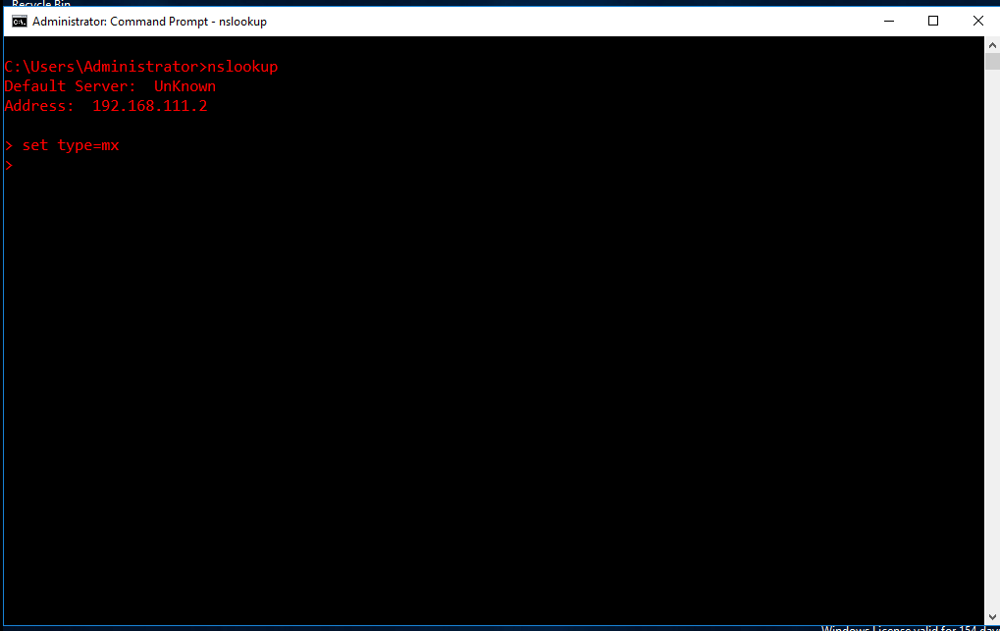 Recycle Bin
Administrator: Command Prompt - nslookup
C:\Users\Administrator>nslookup
Default Server:  UnKnown
Address:  192.168.111.2
> set type=mx
>
Windows License valid for 154 days